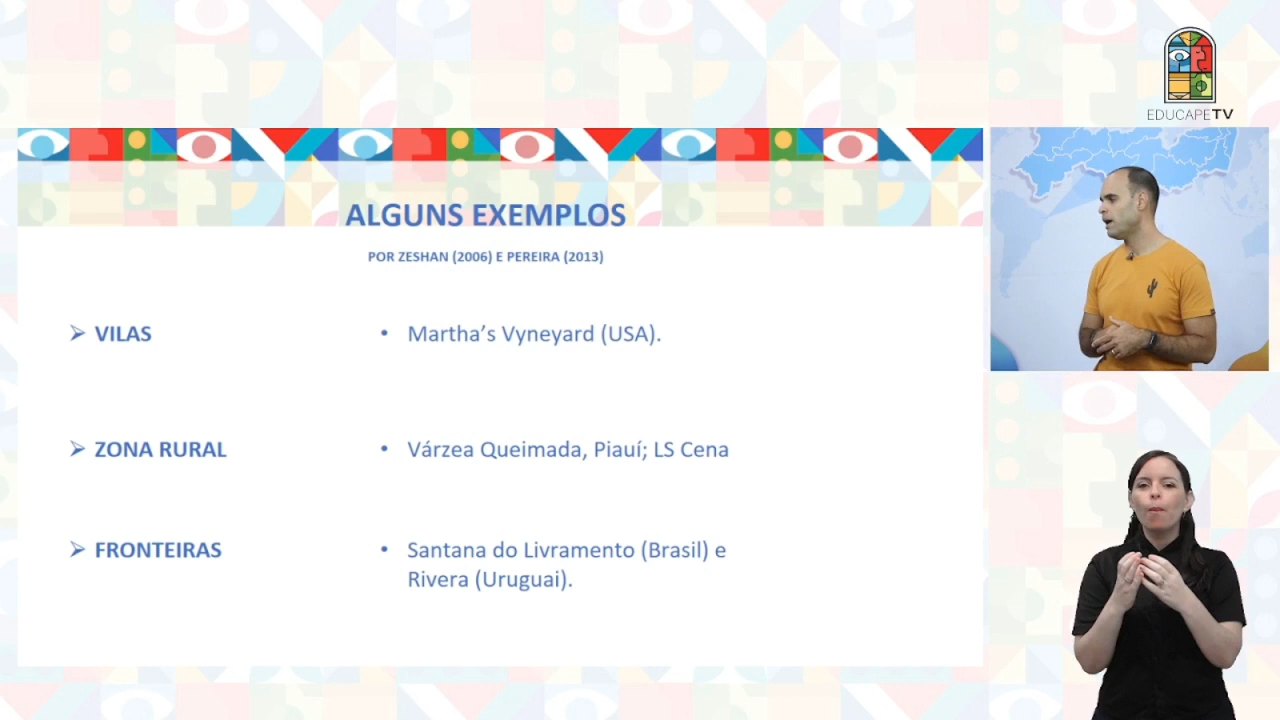 EDUCAPETV
ALGUNS EXEMPLOS
POR ZESHAN (2006) E PEREIRA (2013)
➢ VILAS
• Martha's Vyneyard (USA).
➢ ZONA RURAL
• Várzea Queimada, Piauí; LS Cena
➢ FRONTEIRAS
• Santana do Livramento (Brasil) e
Rivera (Uruguai).